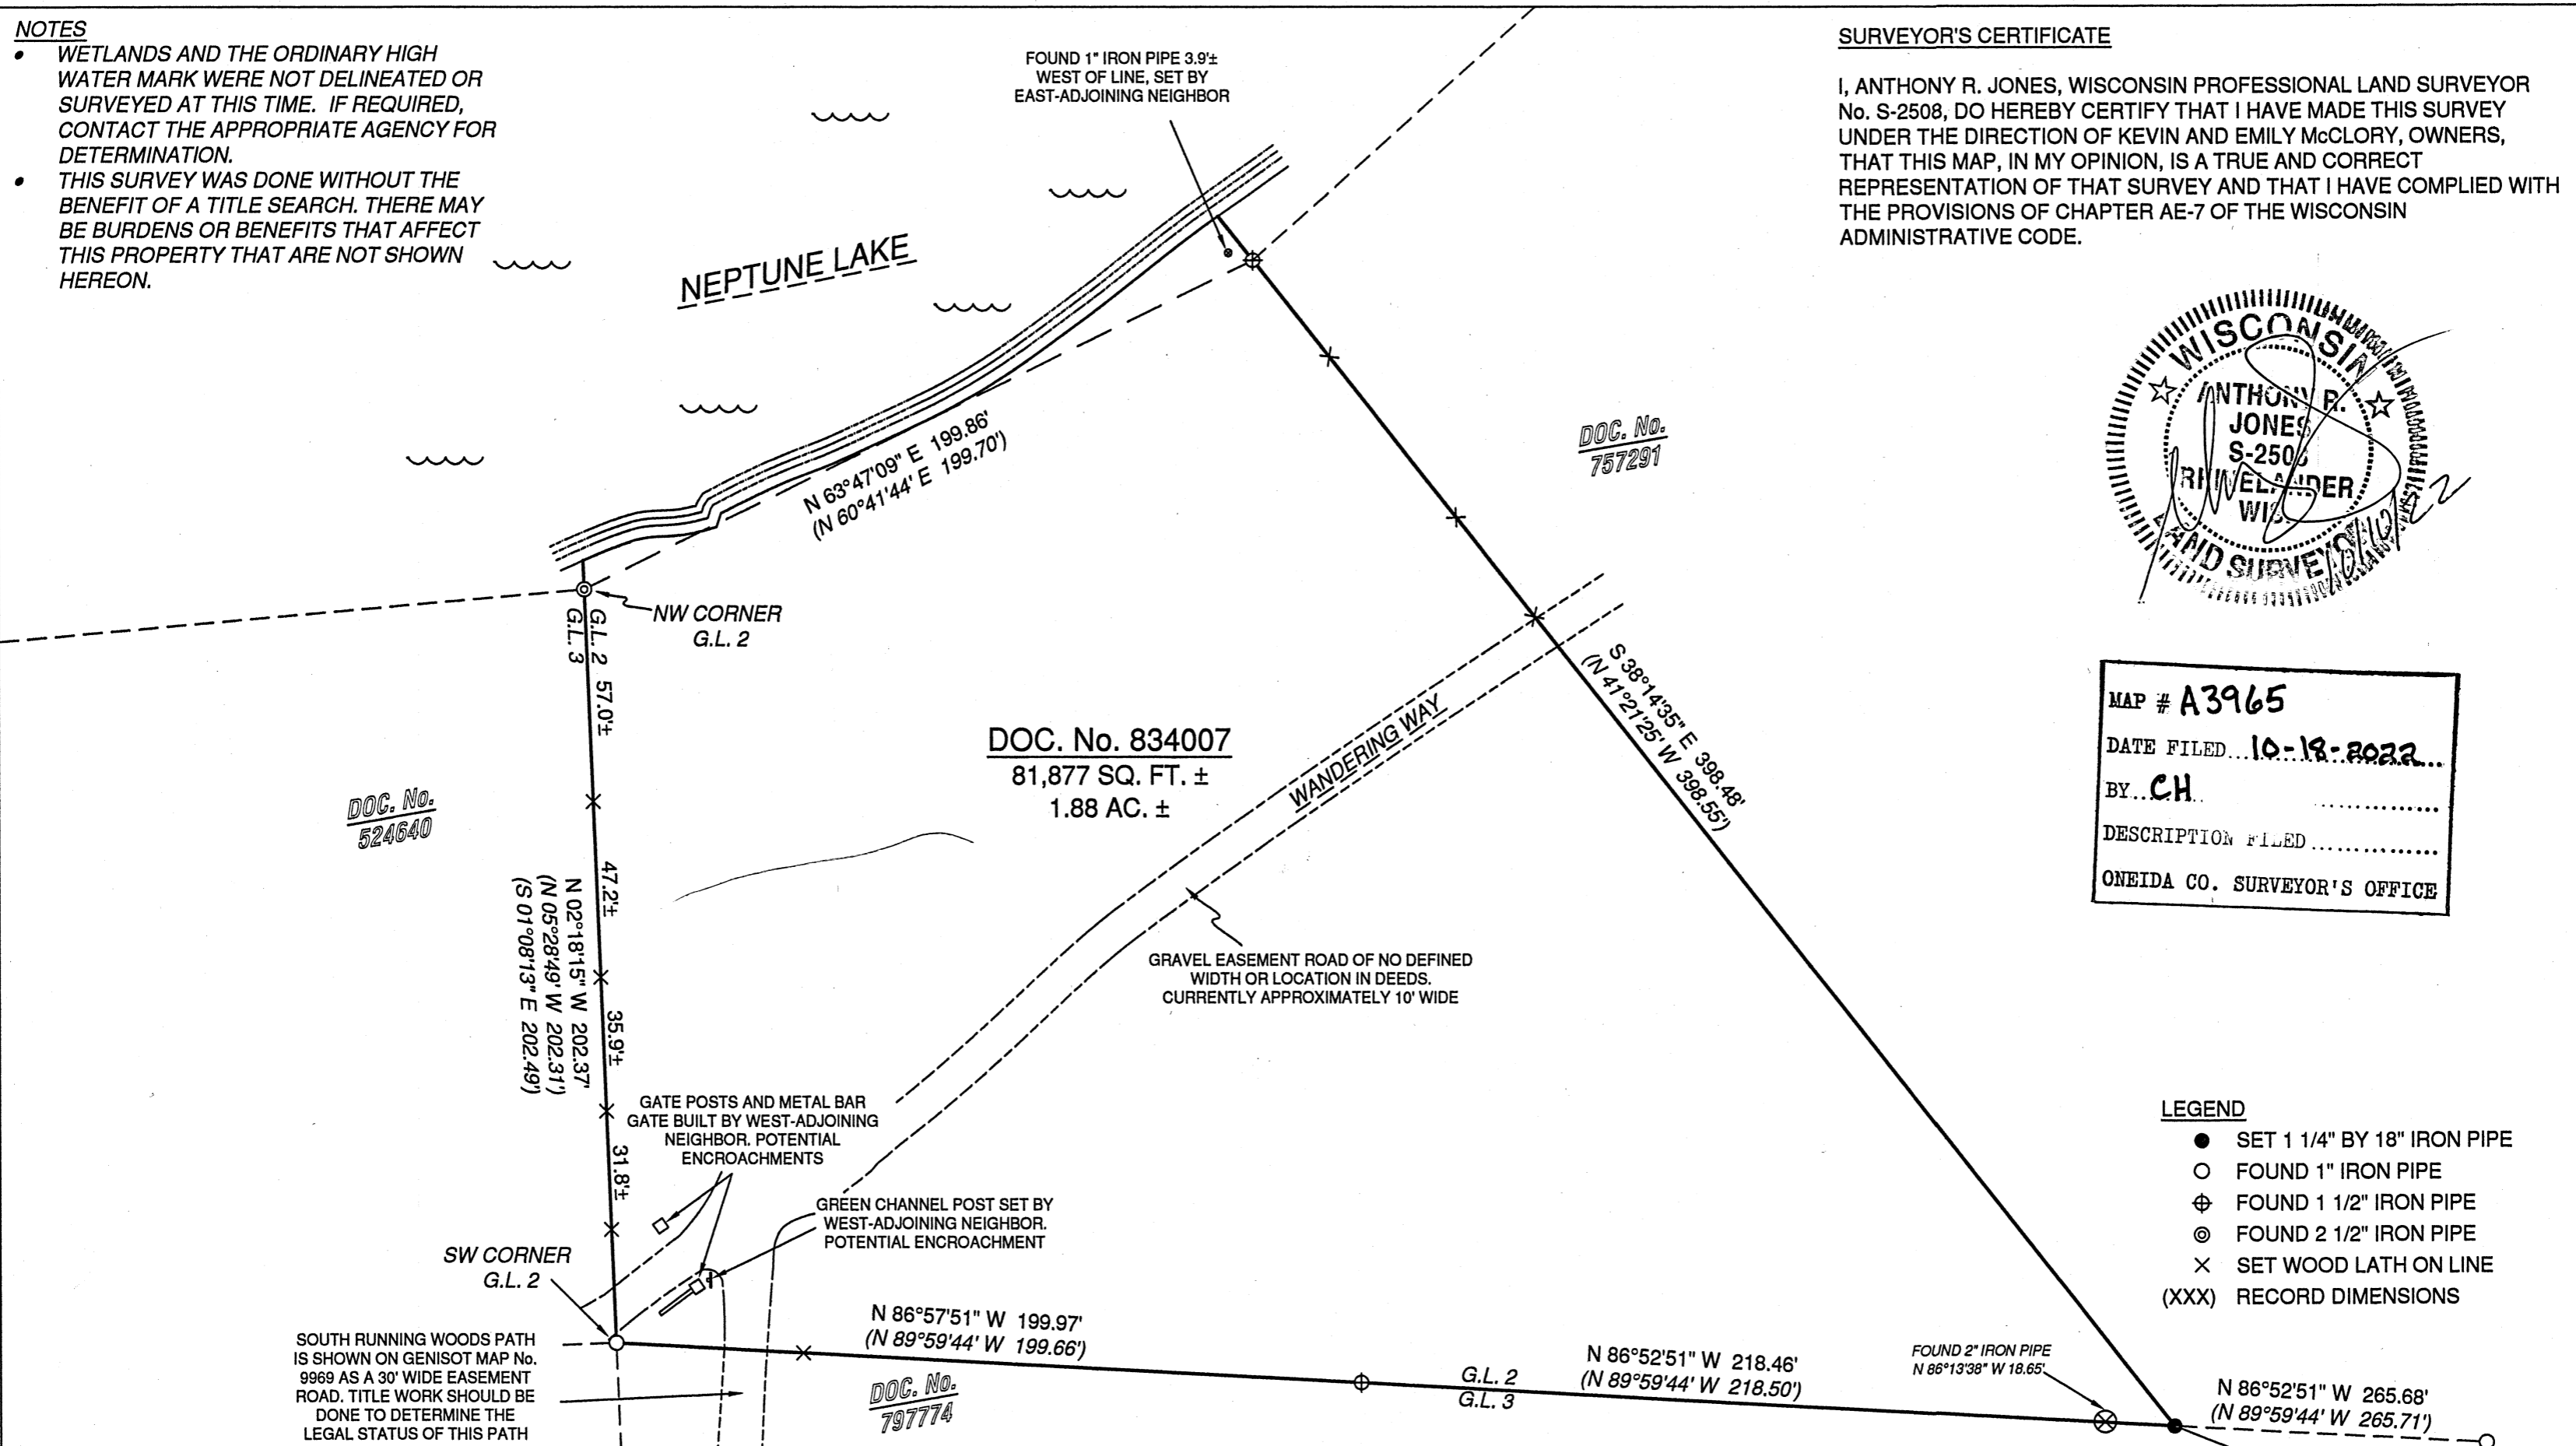 NOTES
• WETLANDS AND THE ORDINARY HIGH
WATER MARK WERE NOT DELINEATED OR
SURVEYED AT THIS TIME. IF REQUIRED,
CONTACT THE APPROPRIATE AGENCY FOR
DETERMINATION.
• THIS SURVEY WAS DONE WITHOUT THE
BENEFIT OF A TITLE SEARCH. THERE MAY
BE BURDENS OR BENEFITS THAT AFFECT
THIS PROPERTY THAT ARE NOT SHOWN
HEREON.
FOUND 1" IRON PIPE 3.9'±
WEST OF LINE, SET BY
EAST-ADJOINING NEIGHBOR
SURVEYOR'S CERTIFICATE
I, ANTHONY R. JONES, WISCONSIN PROFESSIONAL LAND SURVEYOR
No. S-2508, DO HEREBY CERTIFY THAT I HAVE MADE THIS SURVEY
UNDER THE DIRECTION OF KEVIN AND EMILY McCLORY, OWNERS,
THAT THIS MAP, IN MY OPINION, IS A TRUE AND CORRECT
REPRESENTATION OF THAT SURVEY AND THAT I HAVE COMPLIED WITH
THE PROVISIONS OF CHAPTER AE-7 OF THE WISCONSIN
ADMINISTRATIVE CODE.
NEPTUNE LAKE
WISCONSIN
ANTHONY R.
JONES
S-2508
RHINELANDER
WIS.
LAND SURVEYOR
N 63°47'09" E 199.86'
(N 60°41'44' E 199.70')
DOC. No.
757291
NW CORNER
G.L. 2
G.L. 2
G.L. 3
57.0'±
47.2'±
35.9'±
31.8'±
N 02°18'15" W 202.37'
(N 05°28'49' W 202.31')
(S 01°08'13" E 202.49')
DOC. No.
524640
DOC. No. 834007
81,877 SQ. FT. ±
1.88 AC. ±
WANDERING WAY
S 38°14'35" E 398.48'
(N 41°21'25' W 398.55')
MAP # A3965
DATE FILED 10-18-2022
BY CH
DESCRIPTION FILED
ONEIDA CO. SURVEYOR'S OFFICE
GRAVEL EASEMENT ROAD OF NO DEFINED
WIDTH OR LOCATION IN DEEDS.
CURRENTLY APPROXIMATELY 10' WIDE
GATE POSTS AND METAL BAR
GATE BUILT BY WEST-ADJOINING
NEIGHBOR. POTENTIAL
ENCROACHMENTS
GREEN CHANNEL POST SET BY
WEST-ADJOINING NEIGHBOR.
POTENTIAL ENCROACHMENT
SW CORNER
G.L. 2
LEGEND
SET 1 1/4" BY 18" IRON PIPE
FOUND 1" IRON PIPE
FOUND 1 1/2" IRON PIPE
FOUND 2 1/2" IRON PIPE
SET WOOD LATH ON LINE
(XXX) RECORD DIMENSIONS
SOUTH RUNNING WOODS PATH
IS SHOWN ON GENISOT MAP No.
9969 AS A 30' WIDE EASEMENT
ROAD. TITLE WORK SHOULD BE
DONE TO DETERMINE THE
LEGAL STATUS OF THIS PATH
N 86°57'51" W 199.97'
(N 89°59'44' W 199.66')
DOC. No.
797774
G.L. 2
G.L. 3
N 86°52'51" W 218.46'
(N 89°59'44' W 218.50')
FOUND 2" IRON PIPE
N 86°13'38" W 18.65'
N 86°52'51" W 265.68'
(N 89°59'44' W 265.71')